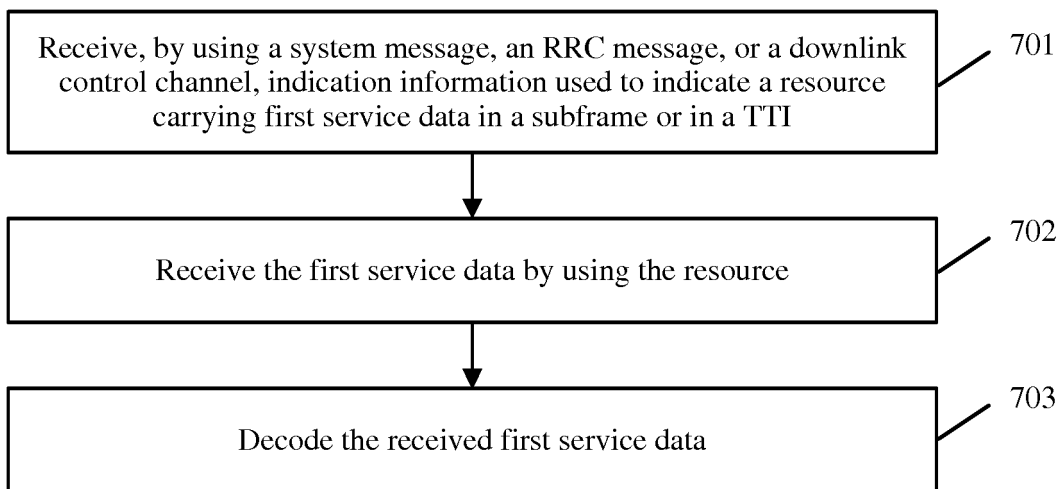 Receive, by using a system message, an RRC message, or a downlink
control channel, indication information used to indicate a resource
carrying first service data in a subframe or in a TTI
701
Receive the first service data by using the resource
702
Decode the received first service data
703